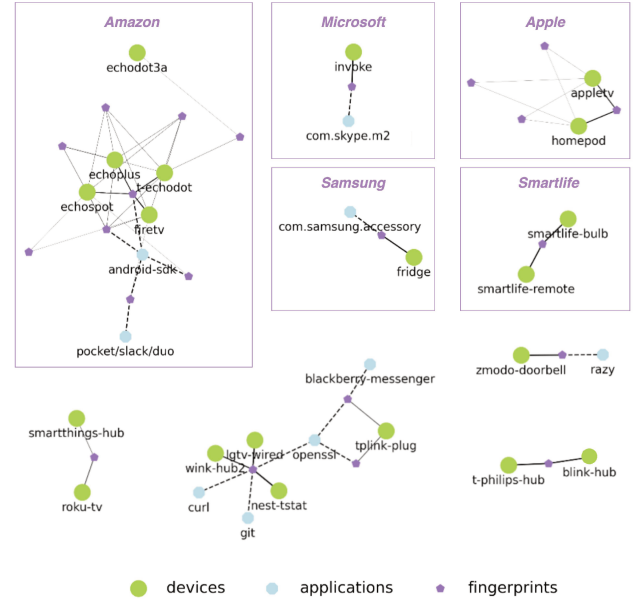 Amazon
echodot3a
echoplus
t-echodot
echospot
firetv
android-sdk
pocket/slack/duo
Microsoft
invoke
com.skype.m2
Apple
appletv
homepod
Samsung
com.samsung.accessory
fridge
Smartlife
smartlife-bulb
smartlife-remote
zmodo-doorbell
razy
blackberry-messenger
smartthings-hub
roku-tv
lgtv-wired
openssl
tplink-plug
wink-hub2
curl
nest-tstat
git
t-philips-hub
blink-hub
devices
applications
fingerprints